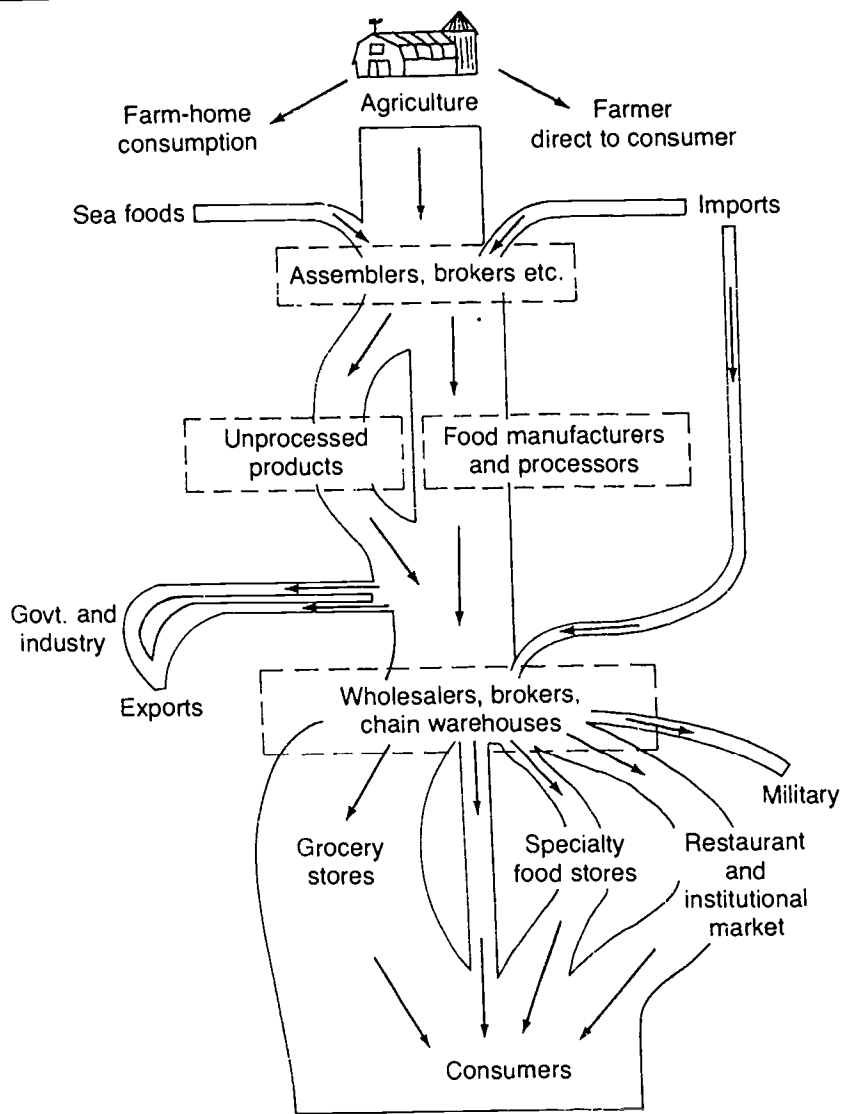 Agriculture
Farm-home
consumption
Farmer
direct to consumer
Sea foods
Imports
Assemblers, brokers etc.
Unprocessed
products
Food manufacturers
and processors
Govt. and
industry
Exports
Wholesalers, brokers,
chain warehouses
Military
Grocery
stores
Specialty
food stores
Restaurant
and
institutional
market
Consumers